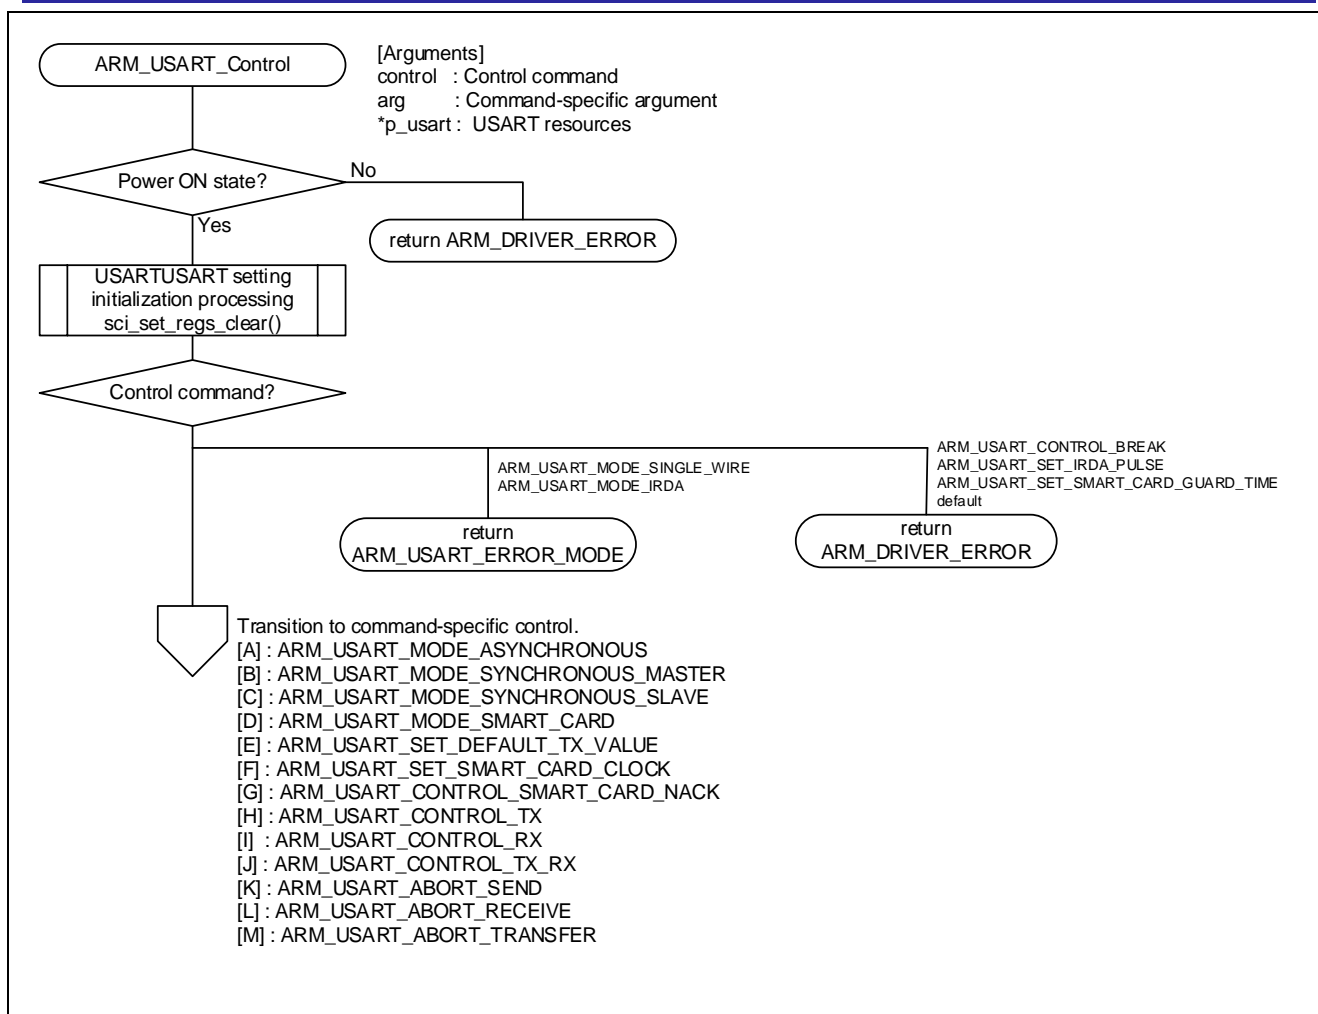 ARM_USART_Control
[Arguments]
control : Control command
arg : Command-specific argument
*p_usart : USART resources
Power ON state?
No
Yes
return ARM_DRIVER_ERROR
USARTUSART setting
initialization processing
sci_set_regs_clear()
Control command?
ARM_USART_MODE_SINGLE_WIRE
ARM_USART_MODE_IRDA
ARM_USART_CONTROL_BREAK
ARM_USART_SET_IRDA_PULSE
ARM_USART_SET_SMART_CARD_GUARD_TIME
default
return
ARM_USART_ERROR_MODE
return
ARM_DRIVER_ERROR
Transition to command-specific control.
[A] : ARM_USART_MODE_ASYNCHRONOUS
[B] : ARM_USART_MODE_SYNCHRONOUS_MASTER
[C] : ARM_USART_MODE_SYNCHRONOUS_SLAVE
[D] : ARM_USART_MODE_SMART_CARD
[E] : ARM_USART_SET_DEFAULT_TX_VALUE
[F] : ARM_USART_SET_SMART_CARD_CLOCK
[G] : ARM_USART_CONTROL_SMART_CARD_NACK
[H] : ARM_USART_CONTROL_TX
[I] : ARM_USART_CONTROL_RX
[J] : ARM_USART_CONTROL_TX_RX
[K] : ARM_USART_ABORT_SEND
[L] : ARM_USART_ABORT_RECEIVE
[M] : ARM_USART_ABORT_TRANSFER